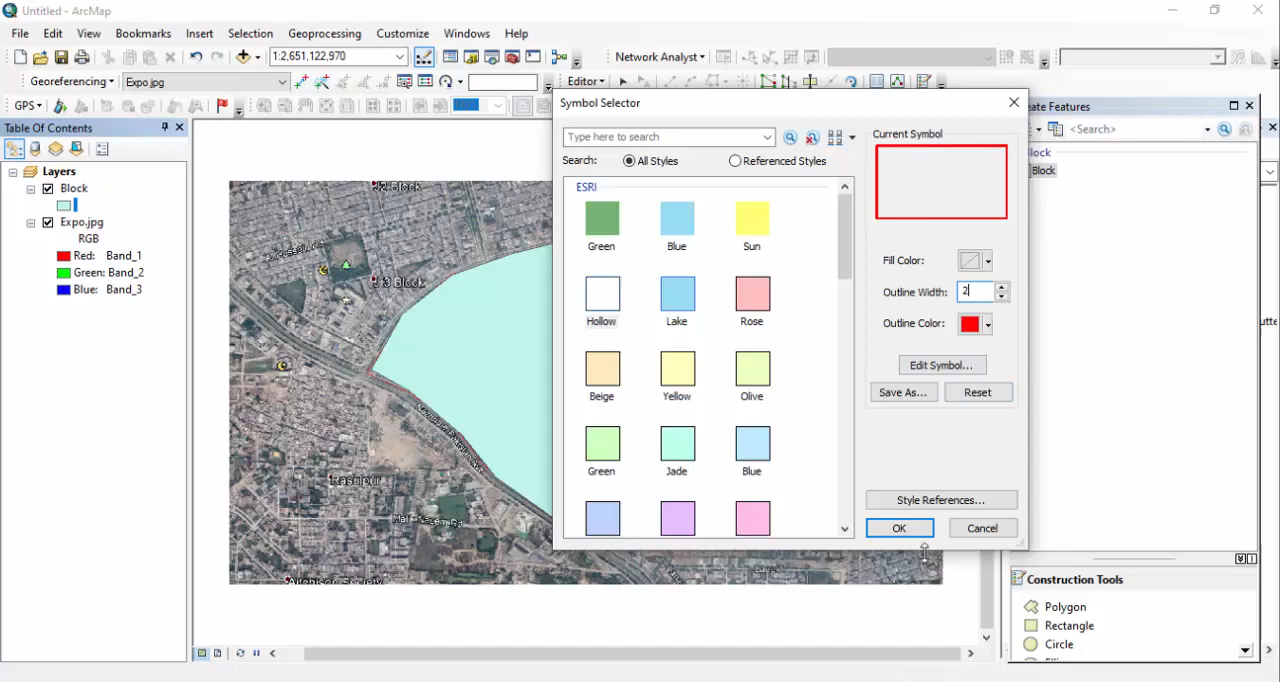 Untitled - ArcMap
File Edit View Bookmarks Insert Selection Geoprocessing Customize Windows Help
1:2,651,122,970
Network Analyst
Georeferencing
Expo.jpg
Editor
GPS
Table Of Contents
Layers
Block
Expo.jpg
RGB
Red: Band_1
Green: Band_2
Blue: Band_3
J2 Block
J 3 Block
Rasulpur
Symbol Selector
Type here to search
Search:
All Styles
Referenced Styles
ESRI
Green
Blue
Sun
Hollow
Lake
Rose
Beige
Yellow
Olive
Green
Jade
Blue
Current Symbol
Fill Color:
Outline Width: 2
Outline Color:
Edit Symbol...
Save As...
Reset
Style References...
OK
Cancel
eate Features
<Search>
Block
Construction Tools
Polygon
Rectangle
Circle